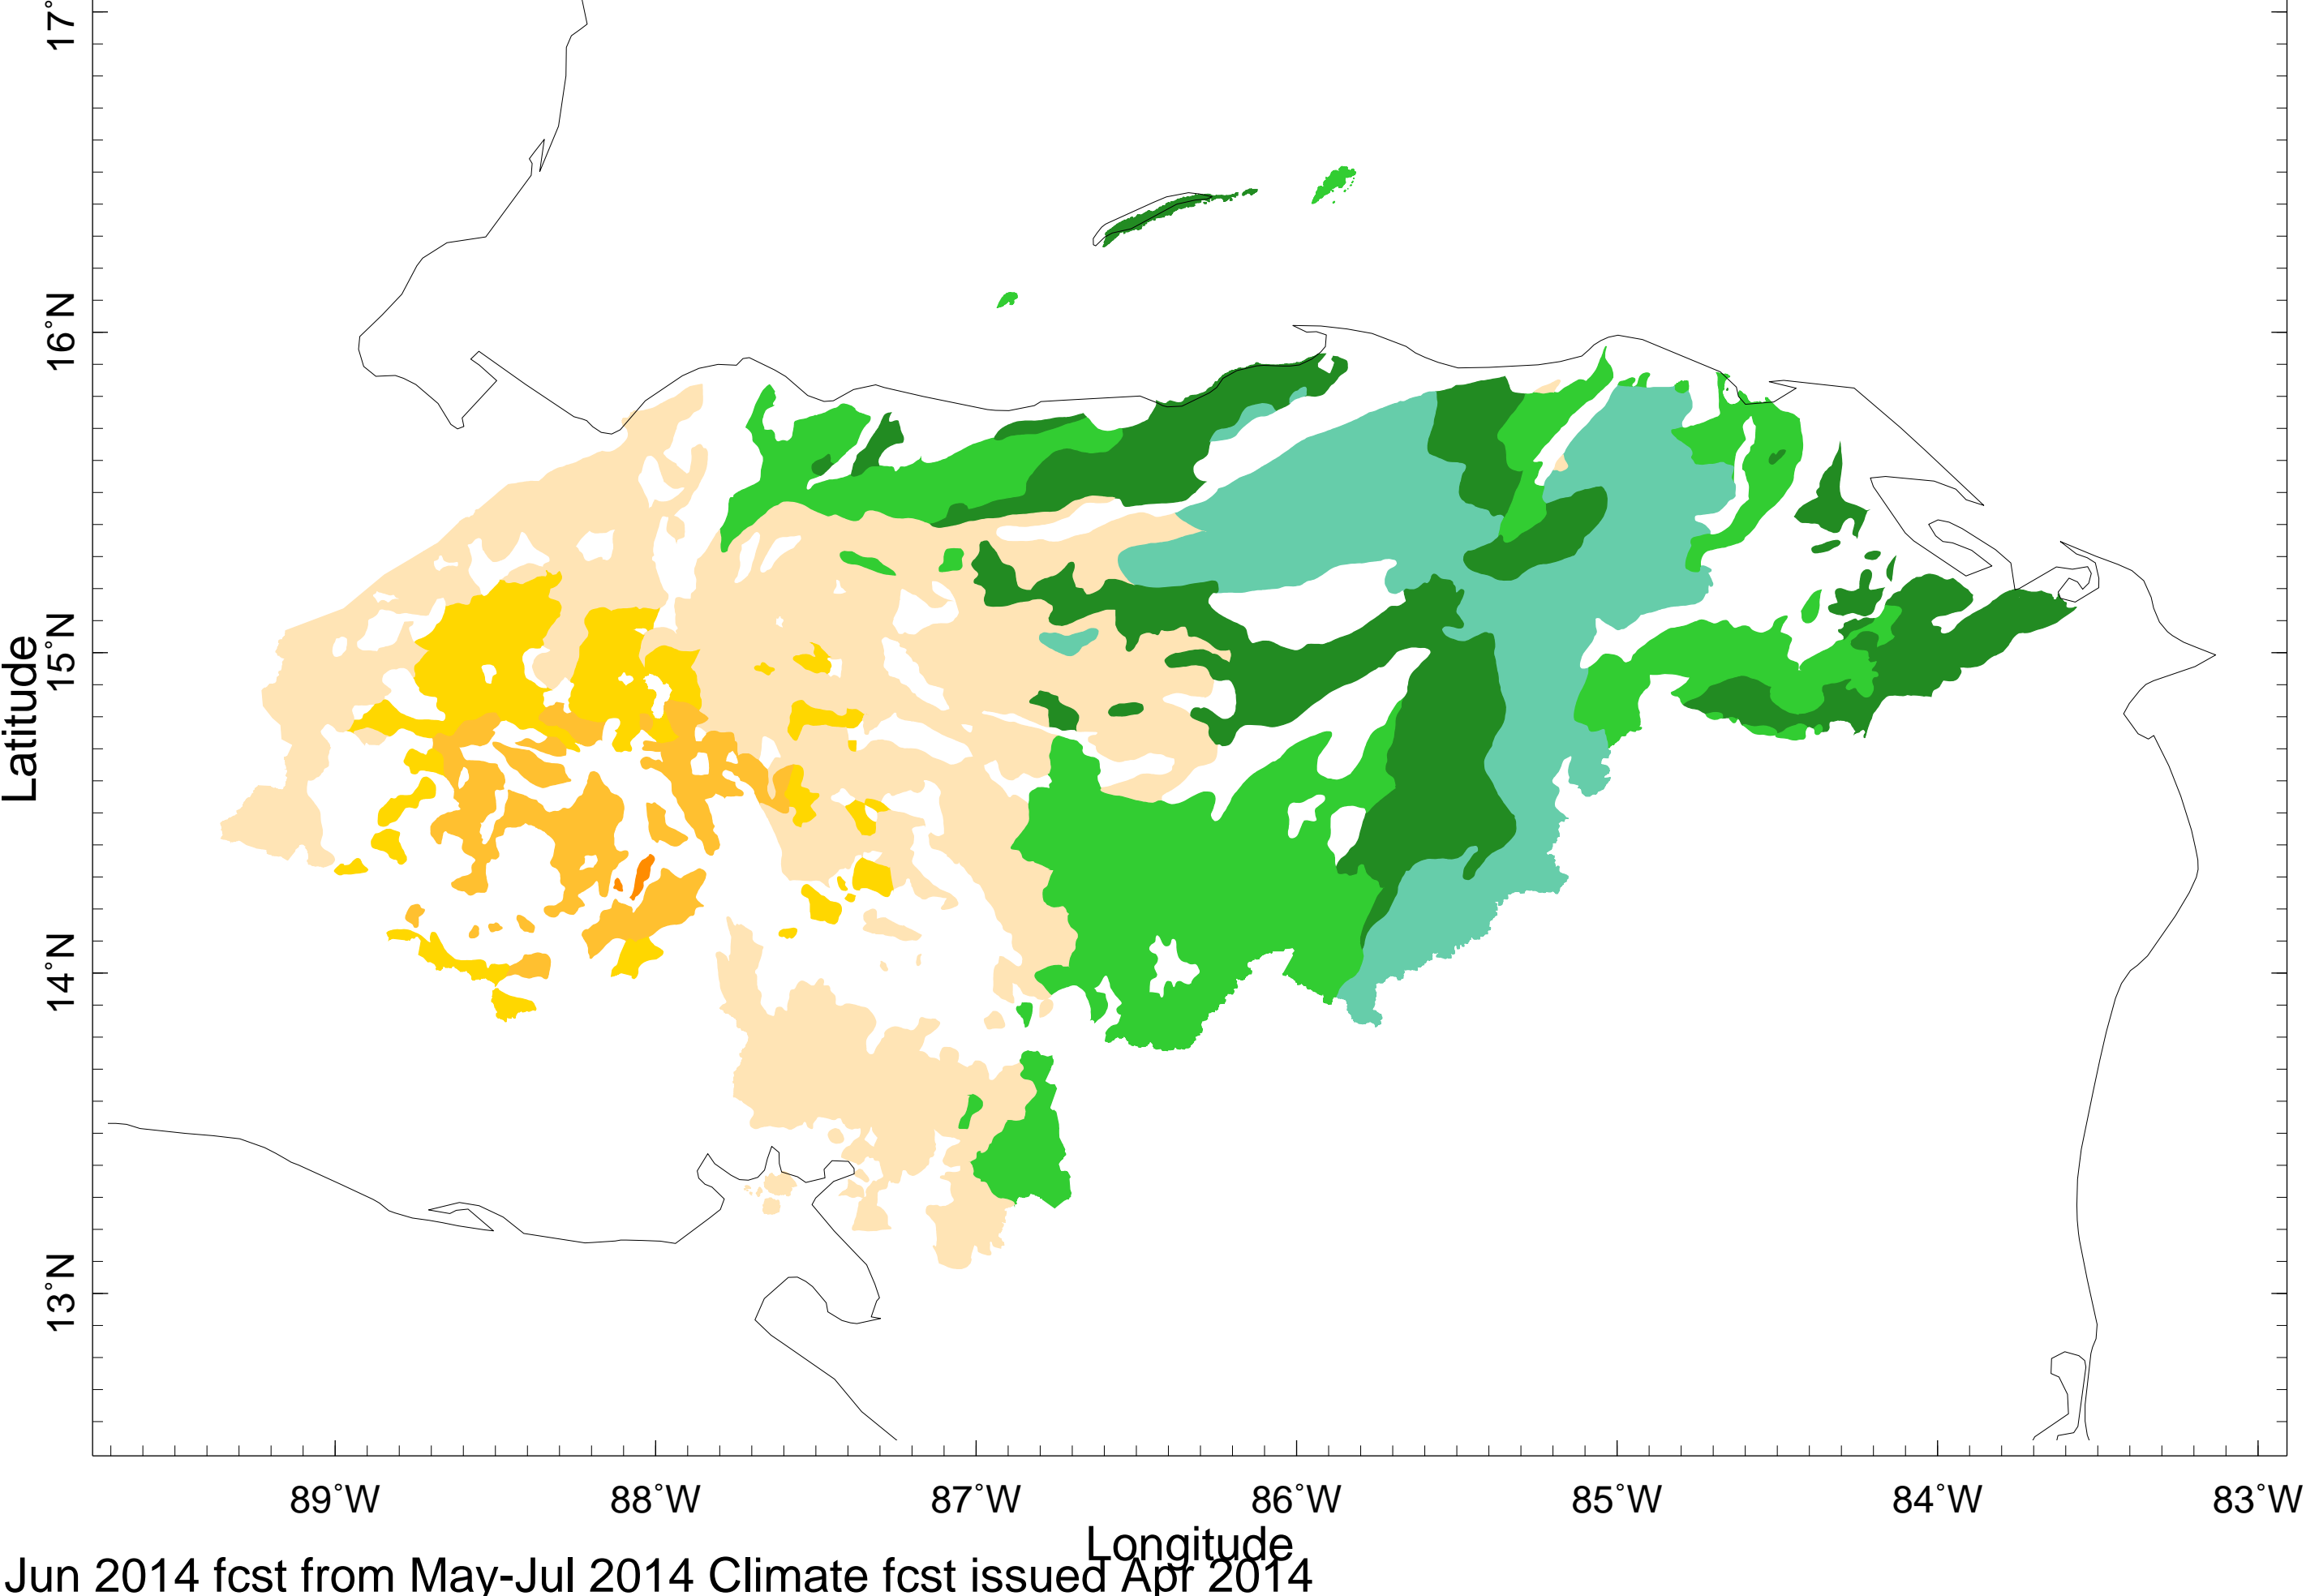 17°
16°N
15°N
14°N
13°N
Latitude
89°W 88°W 87°W 86°W 85°W 84°W 83°W
Longitude
Jun 2014 fcst from May-Jul 2014 Climate fcst issued Apr 2014